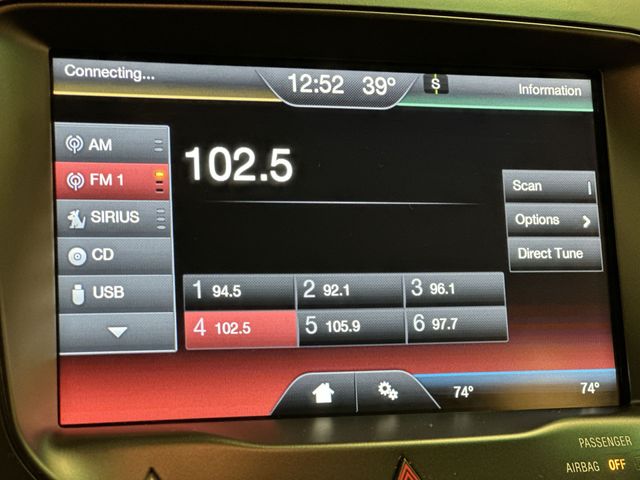 Connecting...
12:52 39° S
Information
AM
FM 1
SIRIUS
CD
USB
102.5
Scan
Options
Direct Tune
1 94.5 2 92.1 3 96.1
4 102.5 5 105.9 6 97.7
74° 74°
PASSENGER
AIRBAG OFF